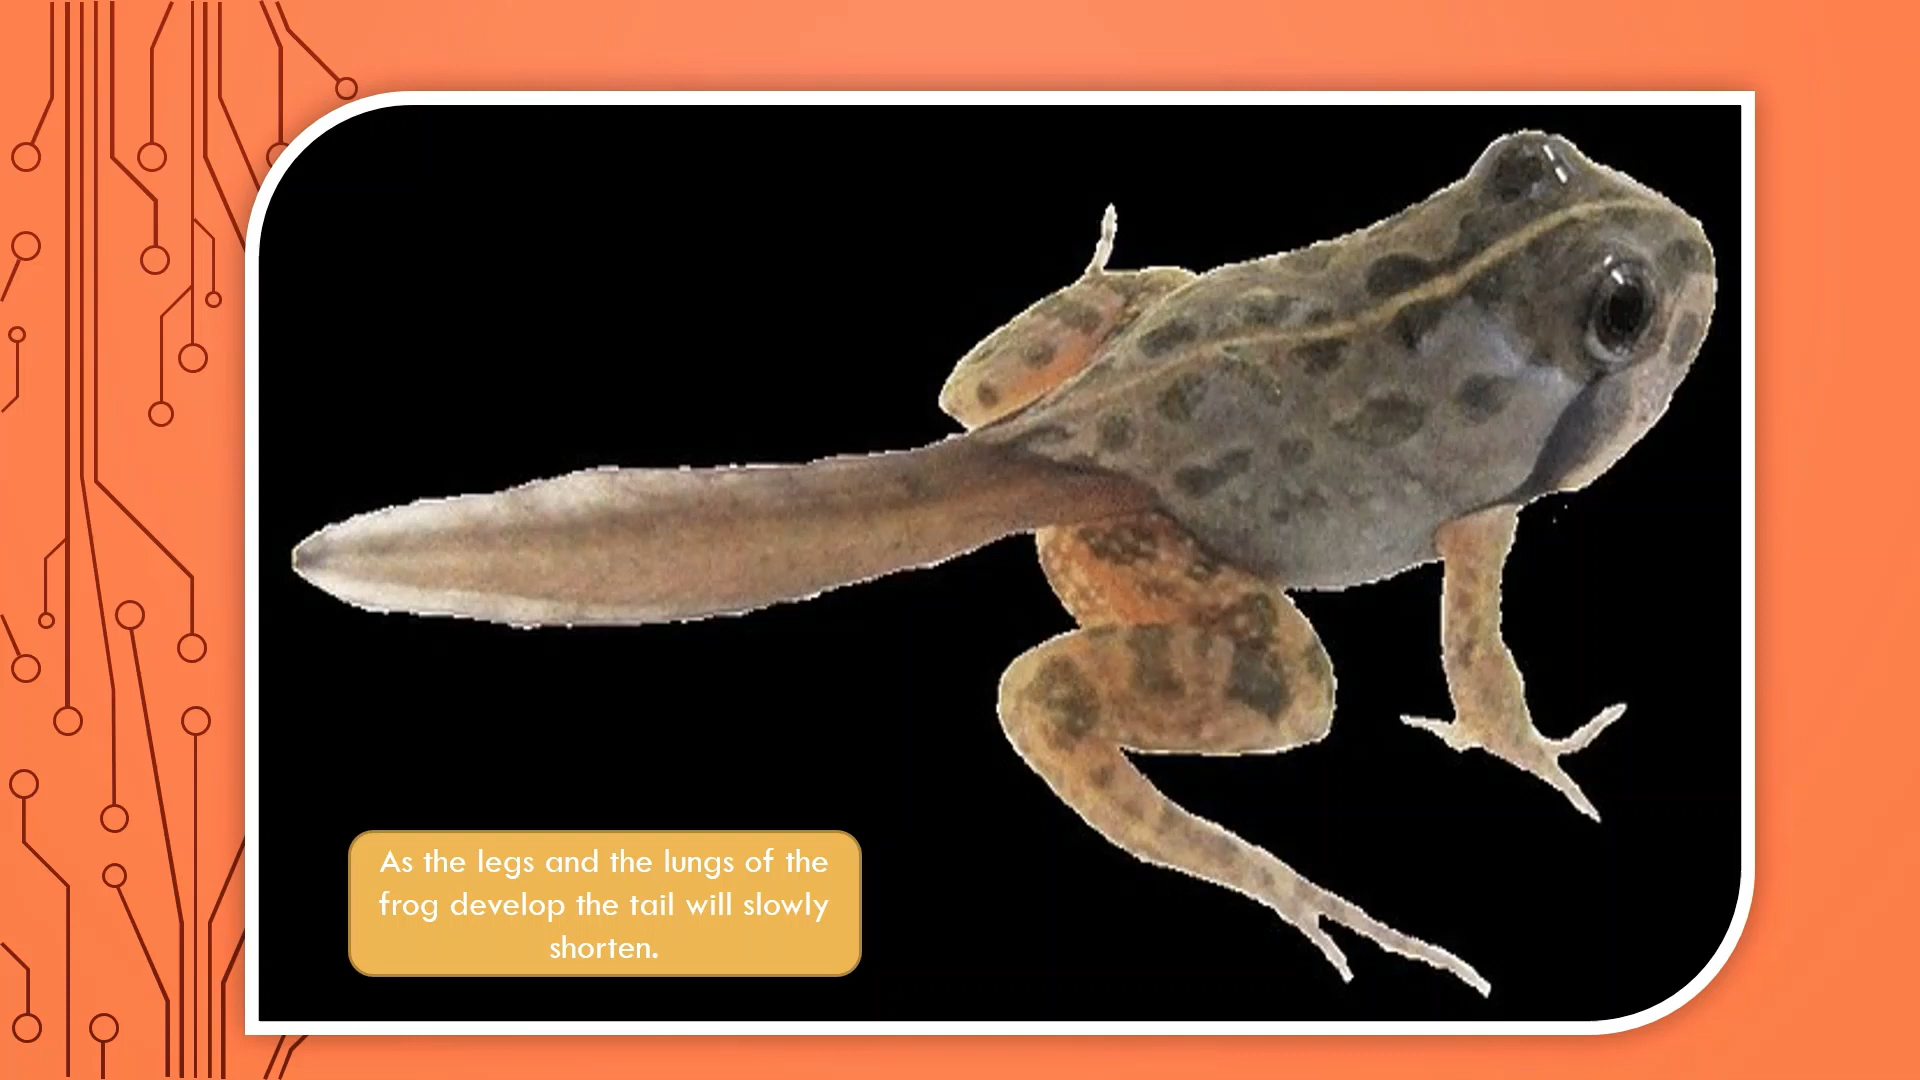 As the legs and the lungs of the
frog develop the tail will slowly
shorten.